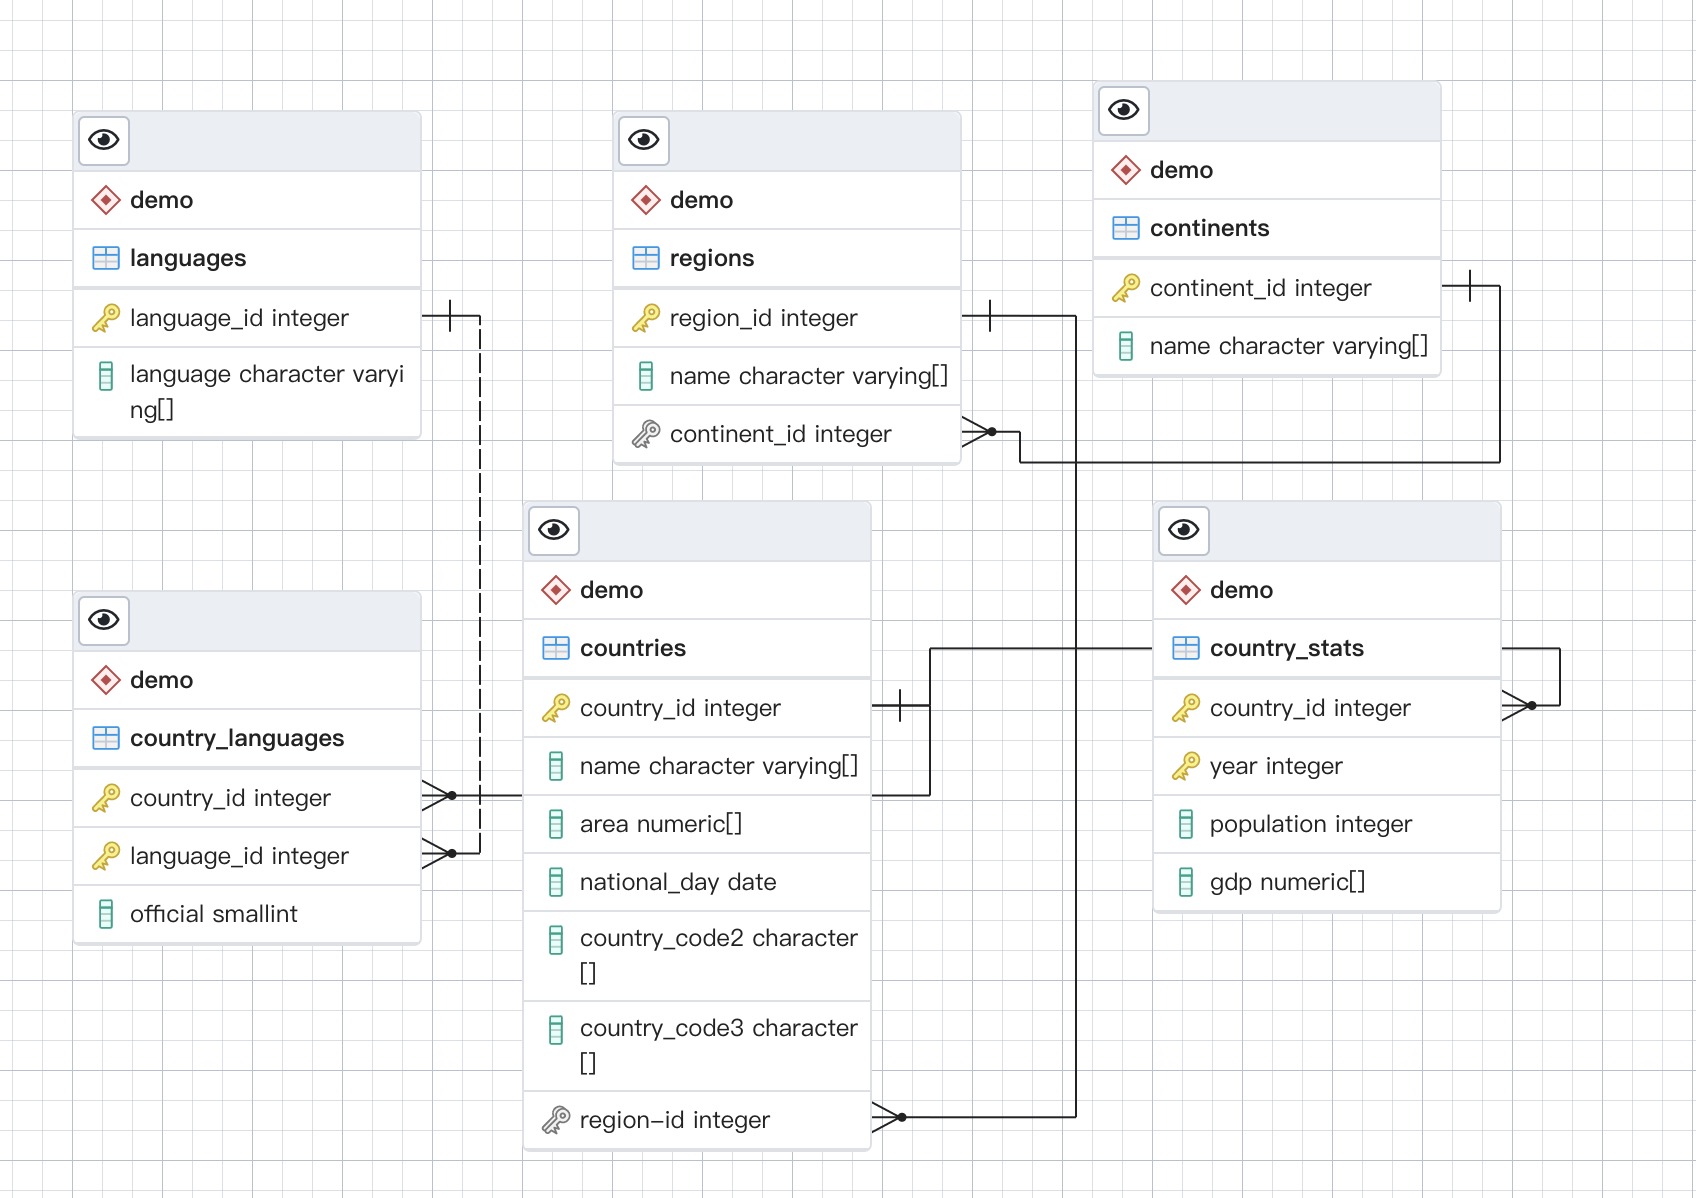 demo
languages
language_id integer
language character varyi
ng[]
demo
regions
region_id integer
name character varying[]
continent_id integer
demo
continents
continent_id integer
name character varying[]
demo
country_languages
country_id integer
language_id integer
official smallint
demo
countries
country_id integer
name character varying[]
area numeric[]
national_day date
country_code2 character
[]
country_code3 character
[]
region-id integer
demo
country_stats
country_id integer
year integer
population integer
gdp numeric[]